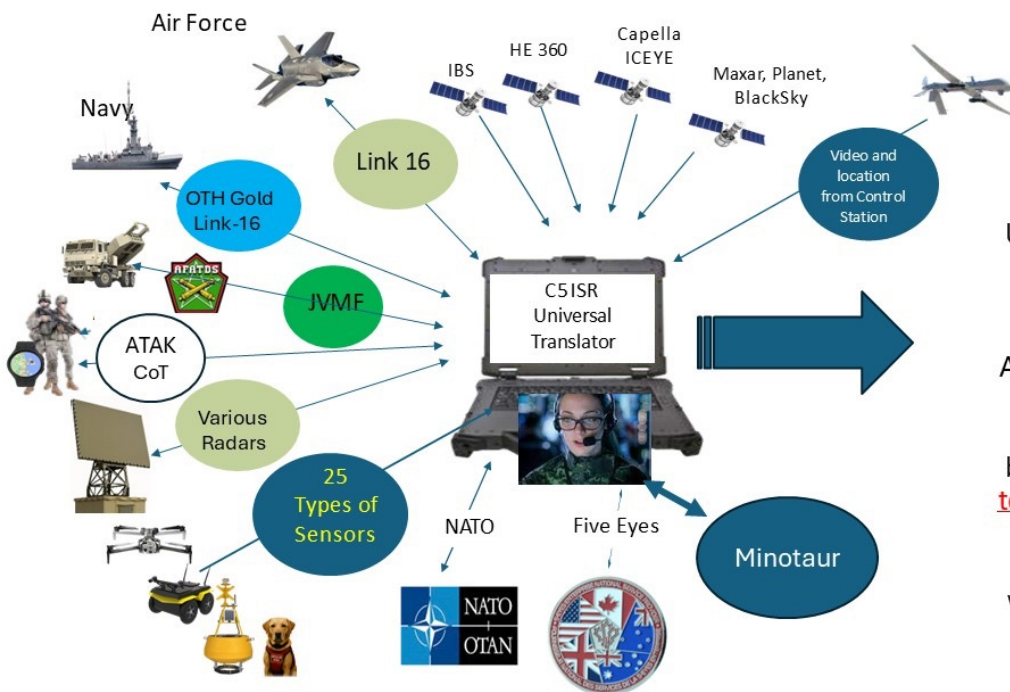 Air Force
Navy
IBS
HE 360
Capella
ICEYE
Maxar, Planet,
BlackSky
Link 16
Video and
location
from Control
Station
OTH Gold
Link-16
AFATDS
JVMF
C5ISR
Universal
Translator
ATAK
CoT
Various
Radars
25
Types of
Sensors
NATO
Five Eyes
Minotaur
NATO
OTAN